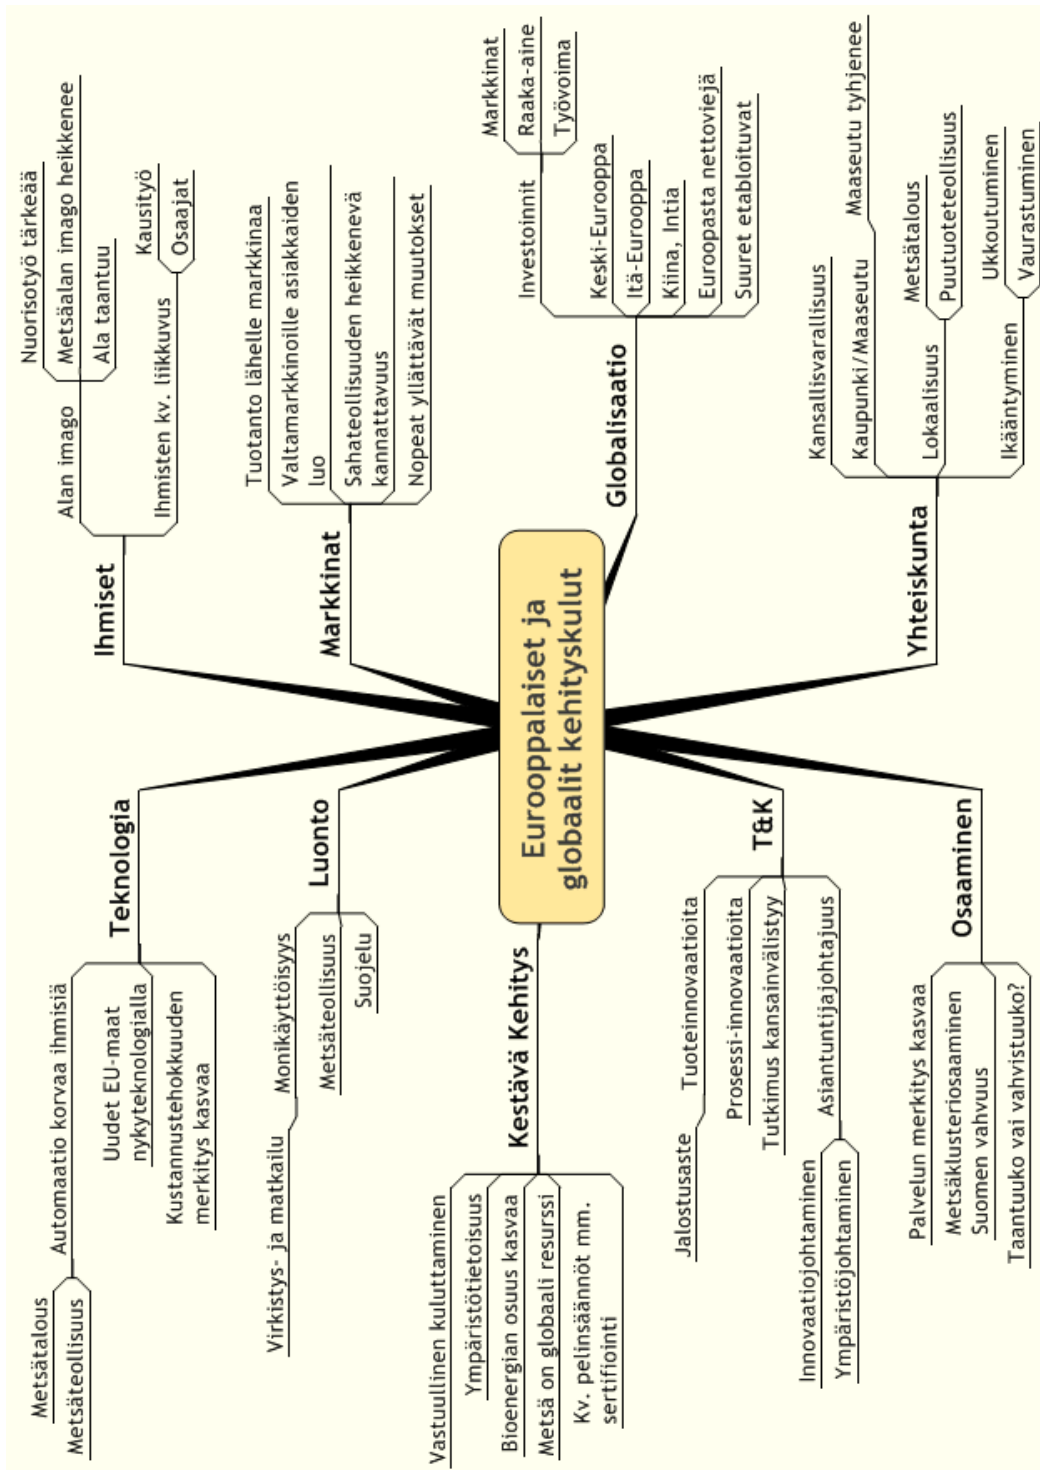 Eurooppalaiset ja
globaalit kehityskulut
Teknologia
Automaatio korvaa ihmisiä
Metsätalous
Metsäteollisuus
Uudet EU-maat
nykyteknologialla
Kustannustehokkuuden
merkitys kasvaa
Luonto
Monikäyttöisyys
Virkistys- ja matkailu
Metsäteollisuus
Suojelu
Kestävä Kehitys
Vastuullinen kuluttaminen
Ympäristötietoisuus
Bioenergian osuus kasvaa
Metsä on globaali resurssi
Kv. pelinsäännöt mm.
sertifiointi
T&K
Tuoteinnovaatioita
Jalostusaste
Prosessi-innovaatioita
Tutkimus kansainvälistyy
Asiantuntijajohtajuus
Innovaatiojohtaminen
Ympäristöjohtaminen
Osaaminen
Palvelun merkitys kasvaa
Metsäklusteriosaaminen
Suomen vahvuus
Taantuuko vai vahvistuuko?
Ihmiset
Alan imago
Nuorisotyö tärkeää
Metsäalan imago heikkenee
Ala taantuu
Ihmisten kv. liikkuvus
Kausityö
Osaajat
Markkinat
Tuotanto lähelle markkinaa
Valtamarkkinoille asiakkaiden
luo
Sahateollisuuden heikkenevä
kannattavuus
Nopeat yllättävät muutokset
Globalisaatio
Investoinnit
Markkinat
Raaka-aine
Työvoima
Keski-Eurooppa
Itä-Eurooppa
Kiina, Intia
Euroopasta nettoviejä
Suuret etabloituvat
Yhteiskunta
Kansallisvarallisuus
Kaupunki/Maaseutu
Maaseutu tyhjenee
Lokaalisuus
Metsätalous
Puutuoteteollisuus
Ikääntyminen
Ukkoutuminen
Vaurastuminen